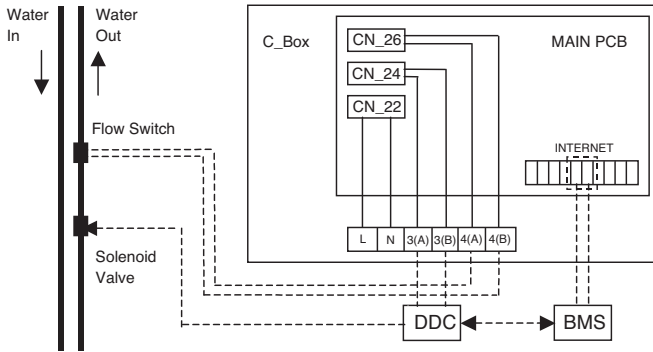 Water
In
Water
Out
C_Box
MAIN PCB
CN_26
CN_24
CN_22
Flow Switch
INTERNET
L N 3(A) 3(B) 4(A) 4(B)
Solenoid
Valve
DDC
BMS